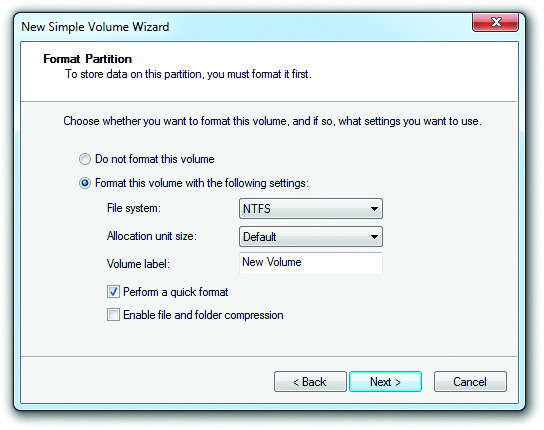 New Simple Volume Wizard
Format Partition
To store data on this partition, you must format it first.
Choose whether you want to format this volume, and if so, what settings you want to use.
Do not format this volume
Format this volume with the following settings:
File system: NTFS
Allocation unit size: Default
Volume label: New Volume
Perform a quick format
Enable file and folder compression
< Back Next > Cancel